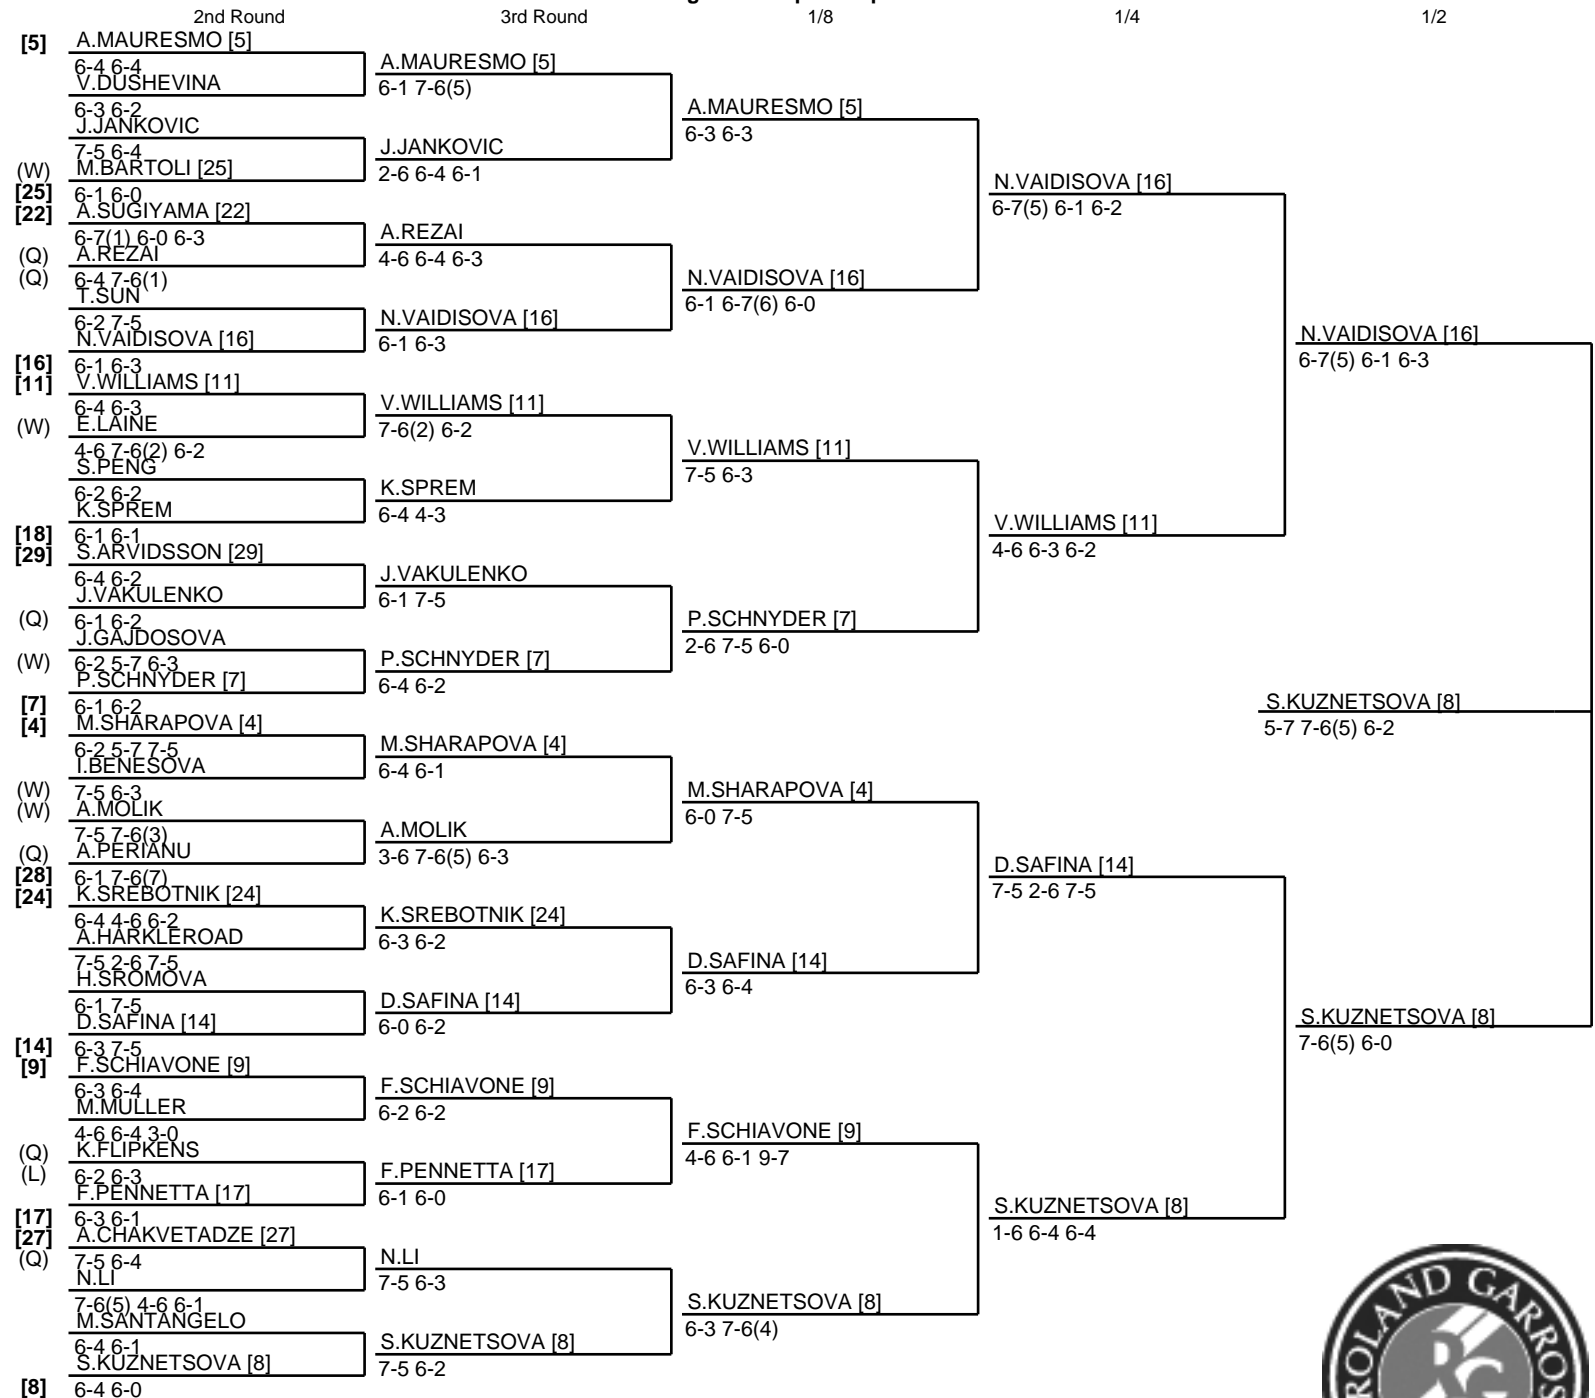 2nd Round 3rd Round 1/8 1/4 1/2
[5] A.MAURESMO [5]
6-4 6-4
V.DUSHEVINA
6-3 6-2
J.JANKOVIC
7-5 6-4
(W) M.BARTOLI [25]
[25] 6-1 6-0
[22] A.SUGIYAMA [22]
6-7(1) 6-0 6-3
(Q) A.REZAI
(Q) 6-4 7-6(1)
T.SUN
6-2 7-5
N.VAIDISOVA [16]
[16] 6-1 6-3
[11] V.WILLIAMS [11]
6-4 6-3
(W) E.LAINE
4-6 7-6(2) 6-2
S.PENG
6-2 6-2
K.SPREM
[18] 6-1 6-1
[29] S.ARVIDSSON [29]
6-4 6-2
J.VAKULENKO
(Q) 6-1 6-2
J.GAJDOSOVA
(W) 6-2 5-7 6-3
P.SCHNYDER [7]
[7] 6-1 6-2
[4] M.SHARAPOVA [4]
6-2 5-7 7-5
I.BENESOVA
(W) 7-5 6-3
(W) A.MOLIK
7-5 7-6(3)
(Q) A.PERIANU
[28] 6-1 7-6(7)
[24] K.SREBOTNIK [24]
6-4 4-6 6-2
A.HARKLEROAD
7-5 2-6 7-5
H.SROMOVA
6-1 7-5
D.SAFINA [14]
[14] 6-3 7-5
[9] F.SCHIAVONE [9]
6-3 6-4
M.MULLER
4-6 6-4 3-0
(Q) K.FLIPKENS
(L) 6-2 6-3
F.PENNETTA [17]
[17] 6-3 6-1
[27] A.CHAKVETADZE [27]
(Q) 7-5 6-4
N.LI
7-6(5) 4-6 6-1
M.SANTANGELO
6-4 6-1
S.KUZNETSOVA [8]
[8] 6-4 6-0
A.MAURESMO [5]
6-1 7-6(5)
J.JANKOVIC
2-6 6-4 6-1
A.REZAI
4-6 6-4 6-3
N.VAIDISOVA [16]
6-1 6-3
V.WILLIAMS [11]
7-6(2) 6-2
K.SPREM
6-4 4-3
J.VAKULENKO
6-1 7-5
P.SCHNYDER [7]
6-4 6-2
M.SHARAPOVA [4]
6-4 6-1
A.MOLIK
3-6 7-6(5) 6-3
K.SREBOTNIK [24]
6-3 6-2
D.SAFINA [14]
6-0 6-2
F.SCHIAVONE [9]
6-2 6-2
F.PENNETTA [17]
6-1 6-0
N.LI
7-5 6-3
S.KUZNETSOVA [8]
7-5 6-2
A.MAURESMO [5]
6-3 6-3
N.VAIDISOVA [16]
6-1 6-7(6) 6-0
V.WILLIAMS [11]
7-5 6-3
P.SCHNYDER [7]
2-6 7-5 6-0
M.SHARAPOVA [4]
6-0 7-5
D.SAFINA [14]
6-3 6-4
F.SCHIAVONE [9]
4-6 6-1 9-7
S.KUZNETSOVA [8]
6-3 7-6(4)
N.VAIDISOVA [16]
6-7(5) 6-1 6-2
V.WILLIAMS [11]
4-6 6-3 6-2
D.SAFINA [14]
7-5 2-6 7-5
S.KUZNETSOVA [8]
1-6 6-4 6-4
N.VAIDISOVA [16]
6-7(5) 6-1 6-3
S.KUZNETSOVA [8]
7-6(5) 6-0
S.KUZNETSOVA [8]
5-7 7-6(5) 6-2
ROLAND GARROS
RG